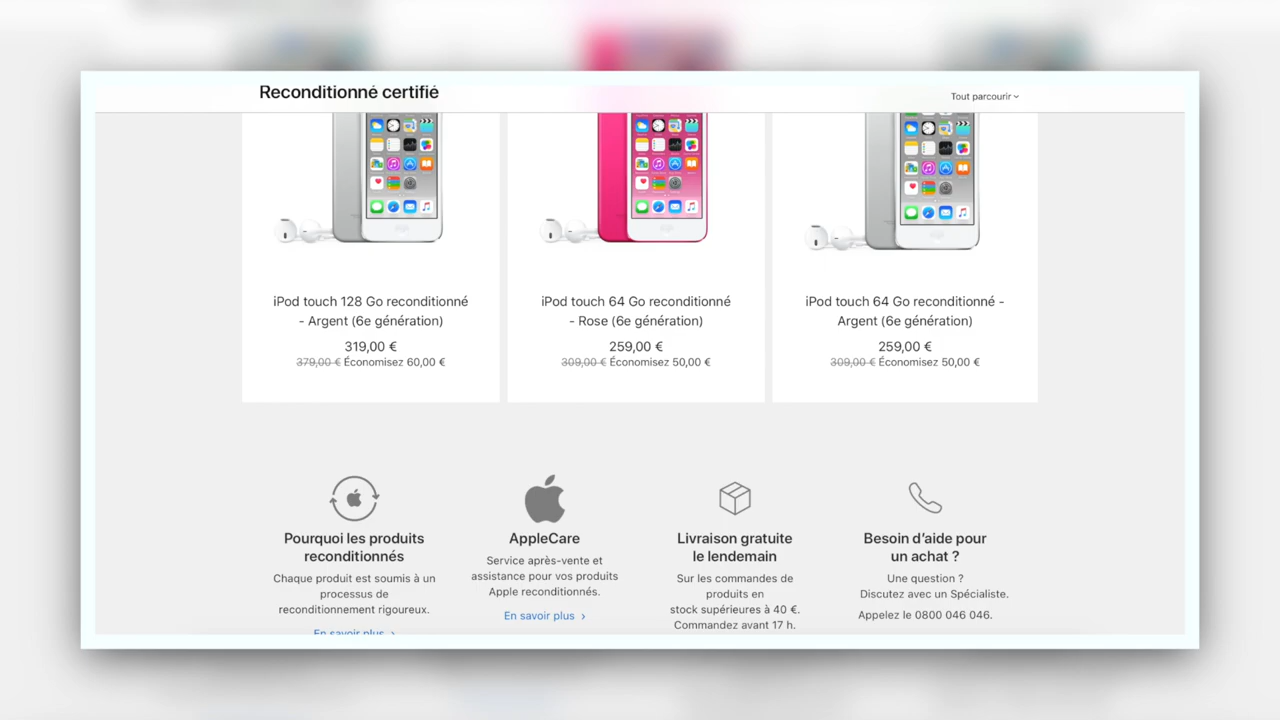 Reconditionné certifié
Tout parcourir
iPod touch 128 Go reconditionné
- Argent (6e génération)
319,00 €
379,00 € Économisez 60,00 €
iPod touch 64 Go reconditionné
- Rose (6e génération)
259,00 €
309,00 € Économisez 50,00 €
iPod touch 64 Go reconditionné -
Argent (6e génération)
259,00 €
309,00 € Économisez 50,00 €
Pourquoi les produits
reconditionnés
Chaque produit est soumis à un
processus de
reconditionnement rigoureux.
En savoir plus
AppleCare
Service après-vente et
assistance pour vos produits
Apple reconditionnés.
En savoir plus
Livraison gratuite
le lendemain
Sur les commandes de
produits en
stock supérieures à 40 €.
Commandez avant 17 h.
Besoin d’aide pour
un achat ?
Une question ?
Discutez avec un Spécialiste.
Appelez le 0800 046 046.